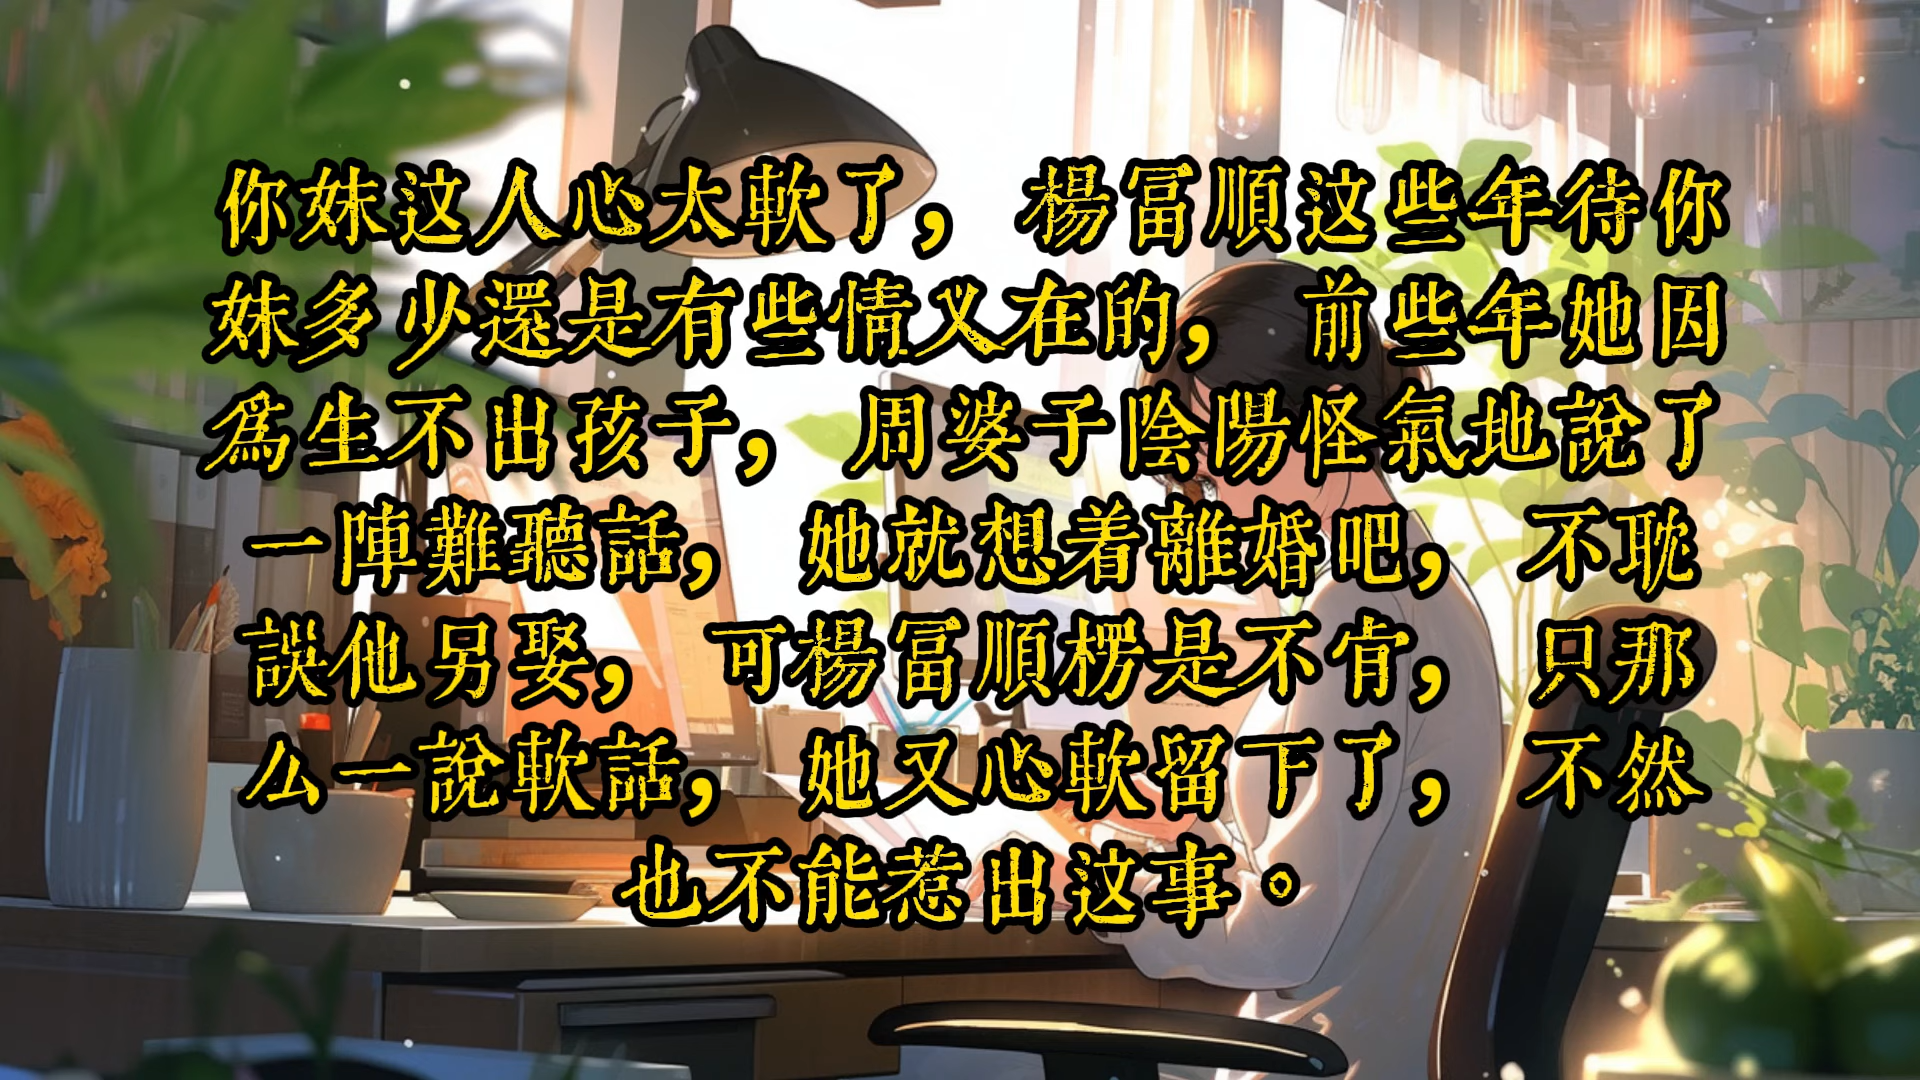 你妹这人心太軟了，楊冨順这些年待你
妹多少還是有些情义在的，前些年她因
爲生不出孩子，周婆子陰陽怪氣地說了
一陣難聽話，她就想着離婚吧，不耽
誤他另娶，可楊冨順楞是不肯，只那
么一說軟話，她又心軟留下了，不然
也不能惹出这事。